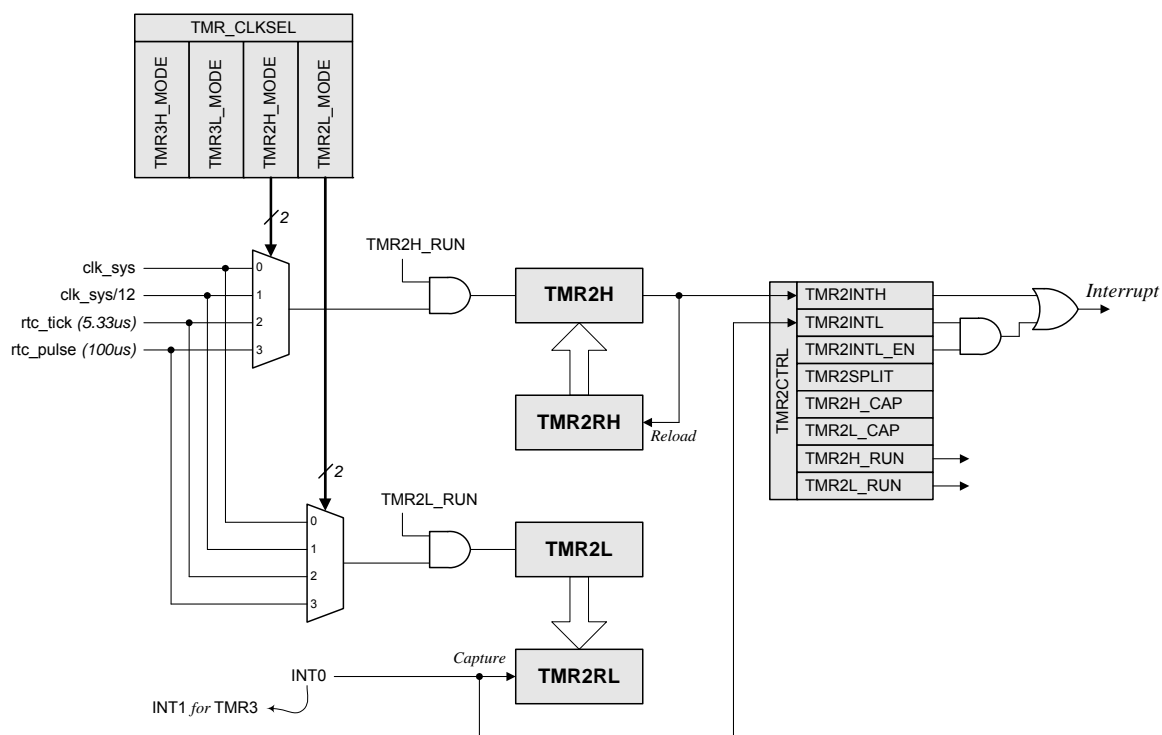 TMR_CLKSEL
TMR3H_MODE
TMR3L_MODE
TMR2H_MODE
TMR2L_MODE
2
TMR2H_RUN
clk_sys
clk_sys/12
rtc_tick (5.33us)
rtc_pulse (100us)
0
1
2
3
TMR2H
TMR2RH
Reload
TMR2CTRL
TMR2INTH
TMR2INTL
TMR2INTL_EN
TMR2SPLIT
TMR2H_CAP
TMR2L_CAP
TMR2H_RUN
TMR2L_RUN
Interrupt
2
TMR2L_RUN
0
1
2
3
TMR2L
Capture
TMR2RL
INT0
INT1 for TMR3